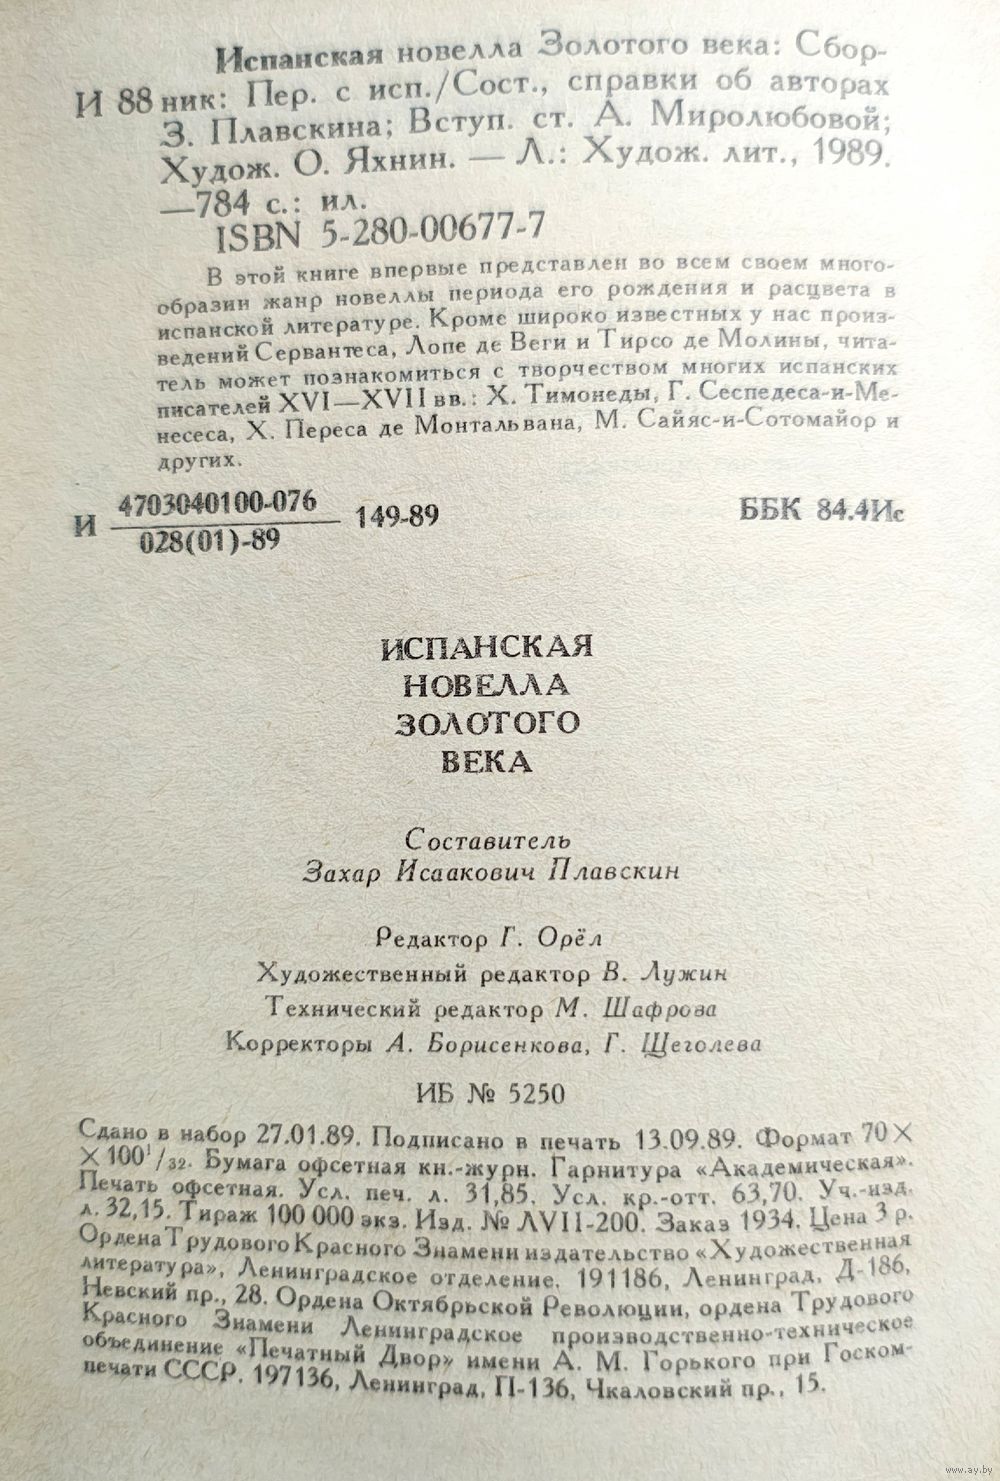 Испанская новелла Золотого века: Сбор-
И 88 ник: Пер. с исп./Сост., справки об авторах
З. Плавскина; Вступ. ст. А. Миролюбовой;
Худож. О. Яхнин. — Л.: Худож. лит., 1989.
—784 с.: ил.
ISBN 5-280-00677-7
В этой книге впервые представлен во всем своем много-
образии жанр новеллы периода его рождения и расцвета в
испанской литературе. Кроме широко известных у нас произ-
ведений Сервантеса, Лопе де Веги и Тирсо де Молины, чита-
тель может познакомиться с творчеством многих испанских
писателей XVI—XVII вв.: Х. Тимонеды, Г. Сеспедеса-и-Ме-
несеса, Х. Переса де Монтальвана, М. Сайяс-и-Сотомайор и
других.
И 4703040100-076 149-89 ББК 84.4Ис
028(01)-89
ИСПАНСКАЯ
НОВЕЛЛА
ЗОЛОТОГО
ВЕКА
Составитель
Захар Исаакович Плавскин
Редактор Г. Орёл
Художественный редактор В. Лужин
Технический редактор М. Шафрова
Корректоры А. Борисенкова, Г. Щеголева
ИБ № 5250
Сдано в набор 27.01.89. Подписано в печать 13.09.89. Формат 70×
×100¹/₃₂. Бумага офсетная кн.-журн. Гарнитура «Академическая».
Печать офсетная. Усл. печ. л. 31,85. Усл. кр.-отт. 63,70. Уч.-изд.
л. 32,15. Тираж 100 000 экз. Изд. № ЛVII-200. Заказ 1934. Цена 3 р.
Ордена Трудового Красного Знамени издательство «Художественная
литература», Ленинградское отделение. 191186, Ленинград, Д-186,
Невский пр., 28. Ордена Октябрьской Революции, ордена Трудового
Красного Знамени Ленинградское производственно-техническое
объединение «Печатный Двор» имени А. М. Горького при Госком-
печати СССР. 197136, Ленинград, П-136, Чкаловский пр., 15.
www.ay.by